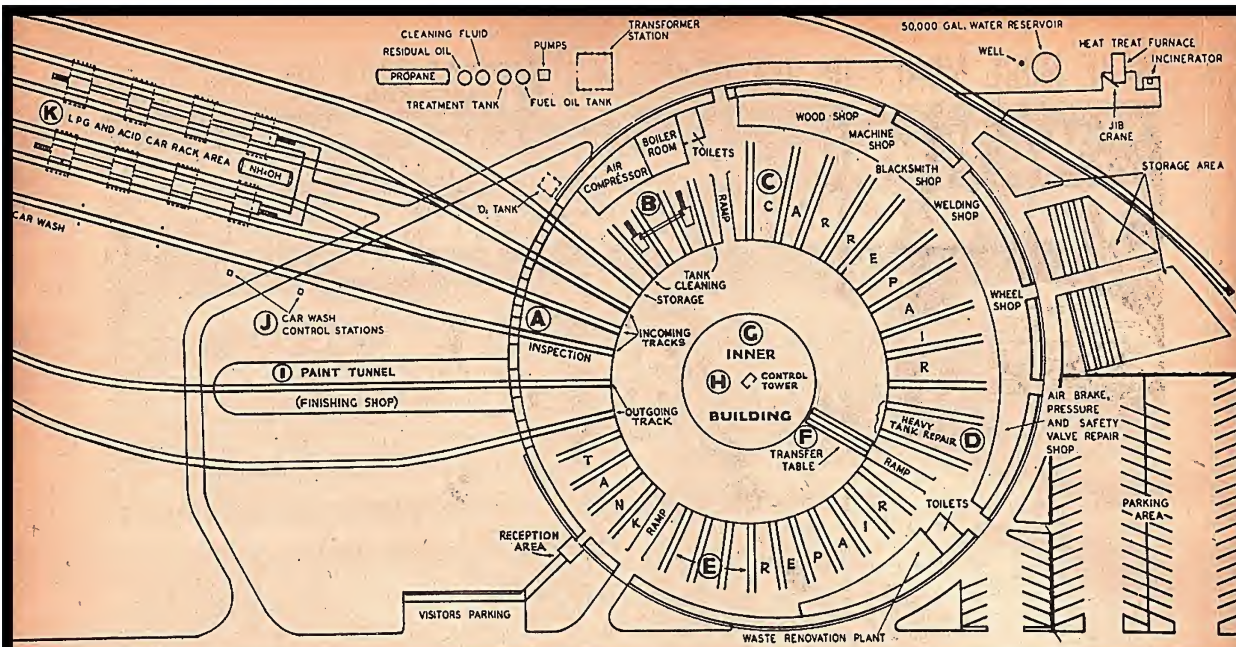 CLEANING FLUID
RESIDUAL OIL
PROPANE
PUMPS
TREATMENT TANK
FUEL OIL TANK
TRANSFORMER
STATION
50,000 GAL. WATER RESERVOIR
WELL
HEAT TREAT FURNACE
INCINERATOR
JIB
CRANE
K
LPG AND ACID CAR RACK AREA
NH4OH
CAR WASH
O2 TANK
J
CAR WASH
CONTROL STATIONS
AIR
COMPRESSOR
BOILER
ROOM
TOILETS
WOOD SHOP
MACHINE
SHOP
BLACKSMITH
SHOP
WELDING
SHOP
WHEEL
SHOP
STORAGE AREA
B
RAMP
C
CAR REPAIR
TANK
CLEANING
STORAGE
A
INCOMING
TRACKS
INSPECTION
G
INNER
H
CONTROL
TOWER
BUILDING
I
PAINT TUNNEL
(FINISHING SHOP)
OUTGOING
TRACK
F
TRANSFER
TABLE
HEAVY
TANK REPAIR
D
RAMP
AIR BRAKE,
PRESSURE
AND SAFETY
VALVE REPAIR
SHOP
PARKING
AREA
TOILETS
TANK
RAMP
E
REPAIR
RECEPTION
AREA
VISITORS PARKING
WASTE RENOVATION PLANT